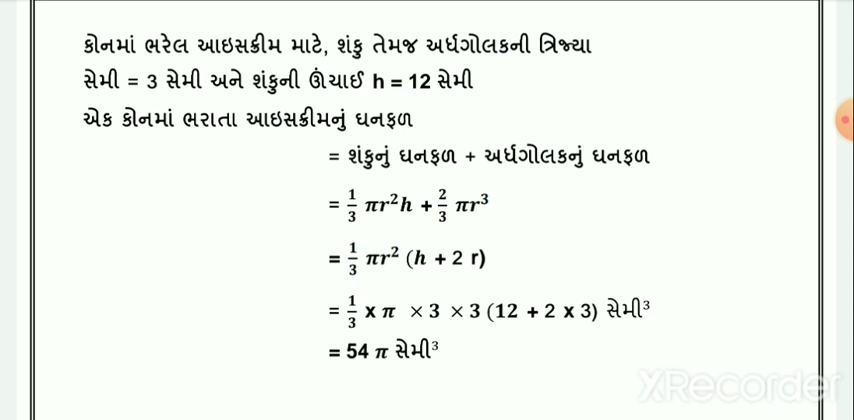 કોનમાં ભરેલ આઇસક્રીમ માટે, શંકુ તેમજ અર્ધગોલકની ત્રિજ્યા
સેમી = 3 સેમી અને શંકુની ઊંચાઈ h = 12 સેમી
એક કોનમાં ભરાતા આઇસક્રીમનું ઘનફળ
= શંકુનું ઘનફળ + અર્ધગોલકનું ઘનફળ
= 1/3 πr²h + 2/3 πr³
= 1/3 πr² (h + 2 r)
= 1/3 x π × 3 × 3 (12 + 2 x 3) સેમી³
= 54 π સેમી³
XRecorder